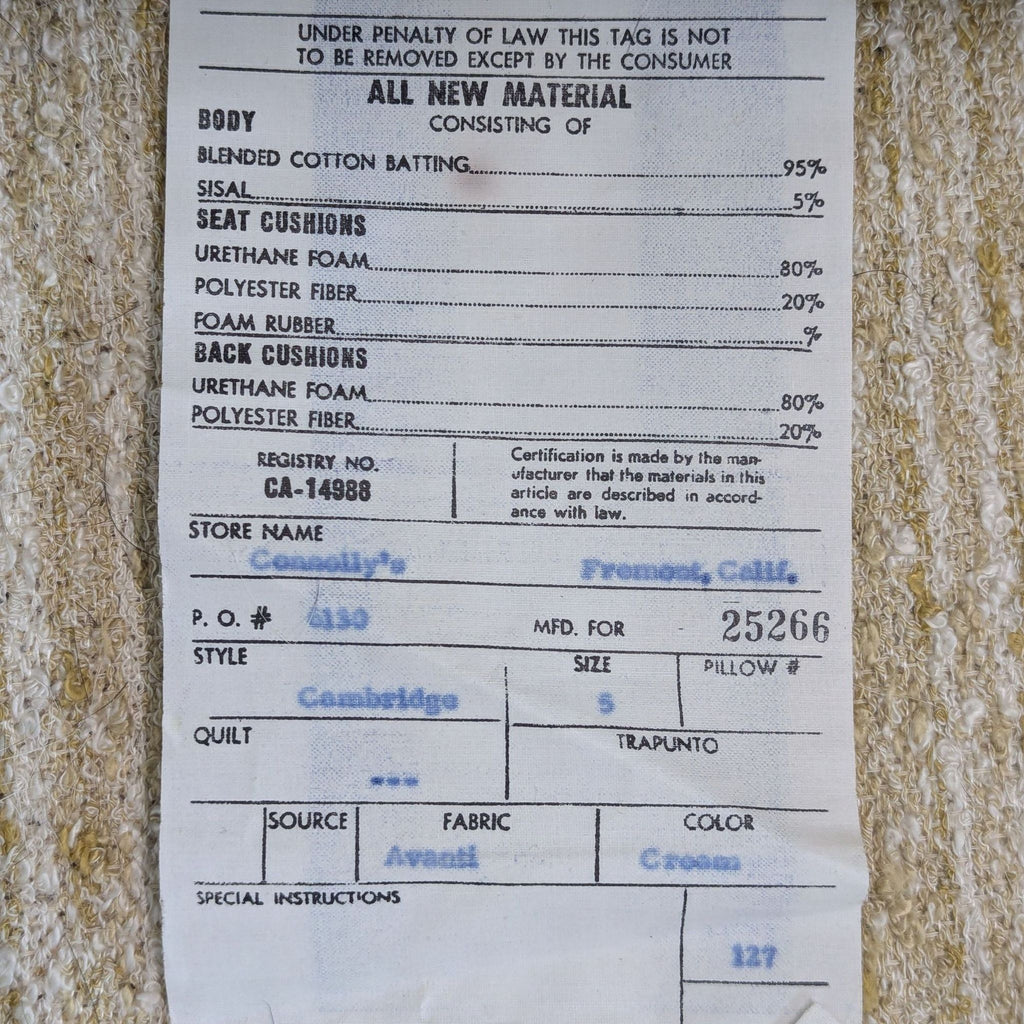 UNDER PENALTY OF LAW THIS TAG IS NOT
TO BE REMOVED EXCEPT BY THE CONSUMER
ALL NEW MATERIAL
CONSISTING OF
BODY
BLENDED COTTON BATTING 95%
SISAL 5%
SEAT CUSHIONS
URETHANE FOAM 80%
POLYESTER FIBER 20%
FOAM RUBBER %
BACK CUSHIONS
URETHANE FOAM 80%
POLYESTER FIBER 20%
REGISTRY NO.
CA-14988
Certification is made by the man-
ufacturer that the materials in this
article are described in accord-
ance with law.
STORE NAME
Connolly's Fremont, Calif.
P. O. # MFD. FOR 25266
STYLE SIZE PILLOW #
Cambridge S
QUILT TRAPUNTO
---
SOURCE FABRIC COLOR
Avanti Cream
SPECIAL INSTRUCTIONS
127